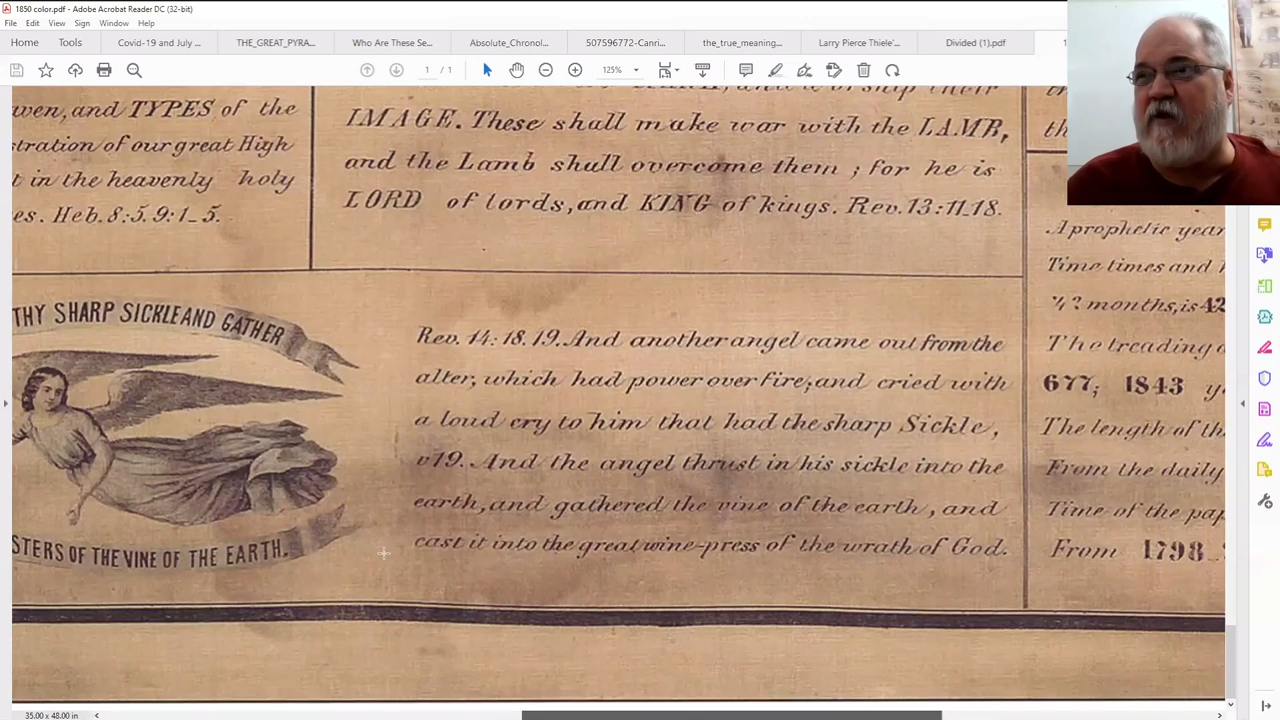 1850 color.pdf - Adobe Acrobat Reader DC (32-bit)
File Edit View Sign Window Help
Home Tools Covid-19 and July ... THE_GREAT_PYRA... Who Are These Se... Absolute_Chronol... 507596772-Canri... the_true_meaning... Larry Pierce Thiele'... Divided (1).pdf
1 / 1 125%
ven, and TYPES of the
stration of our great High
t in the heavenly holy
es. Heb. 8:5. 9:1_5.
ship their
IMAGE. These shall make war with the LAMB,
and the Lamb shall overcome them; for he is
LORD of lords, and KING of kings. Rev. 13:11_18.
THY SHARP SICKLE AND GATHER
STERS OF THE VINE OF THE EARTH.
Rev. 14: 18. 19. And another angel came out from the
alter; which had power over fire; and cried with
a loud cry to him that had the sharp Sickle,
v19. And the angel thrust in his sickle into the
earth, and gathered the vine of the earth, and
cast it into the great wine-press of the wrath of God.
A prophetic year
Time times and
months, is 42
The treading o
677; 1843 y
The length of th
From the daily
Time of the pap
From 1798_
35.00 x 48.00 in